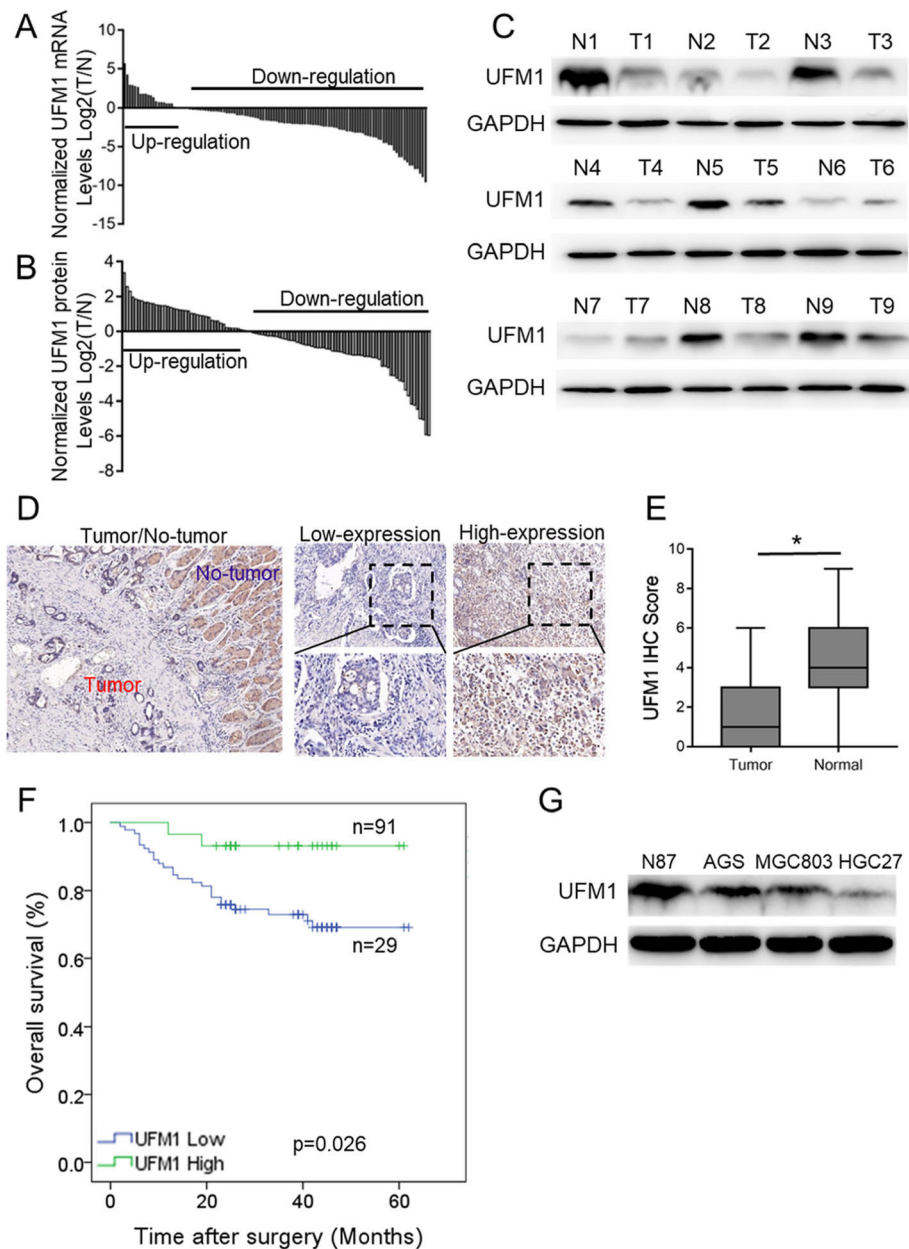 A
Normalized UFM1 mRNA
Levels Log2(T/N)
10
5
0
-5
-10
-15
Down-regulation
Up-regulation
B
Normalized UFM1 protein
Levels Log2(T/N)
4
2
0
-2
-4
-6
-8
Down-regulation
Up-regulation
C
N1 T1 N2 T2 N3 T3
UFM1
GAPDH
N4 T4 N5 T5 N6 T6
UFM1
GAPDH
N7 T7 N8 T8 N9 T9
UFM1
GAPDH
D
Tumor/No-tumor
No-tumor
Tumor
Low-expression
High-expression
E
UFM1 IHC Score
10
8
6
4
2
0
*
Tumor Normal
F
Overall survival (%)
1.0
0.8
0.6
0.4
0.2
0.0
n=91
n=29
UFM1 Low
UFM1 High
p=0.026
0 20 40 60
Time after surgery (Months)
G
N87 AGS MGC803 HGC27
UFM1
GAPDH